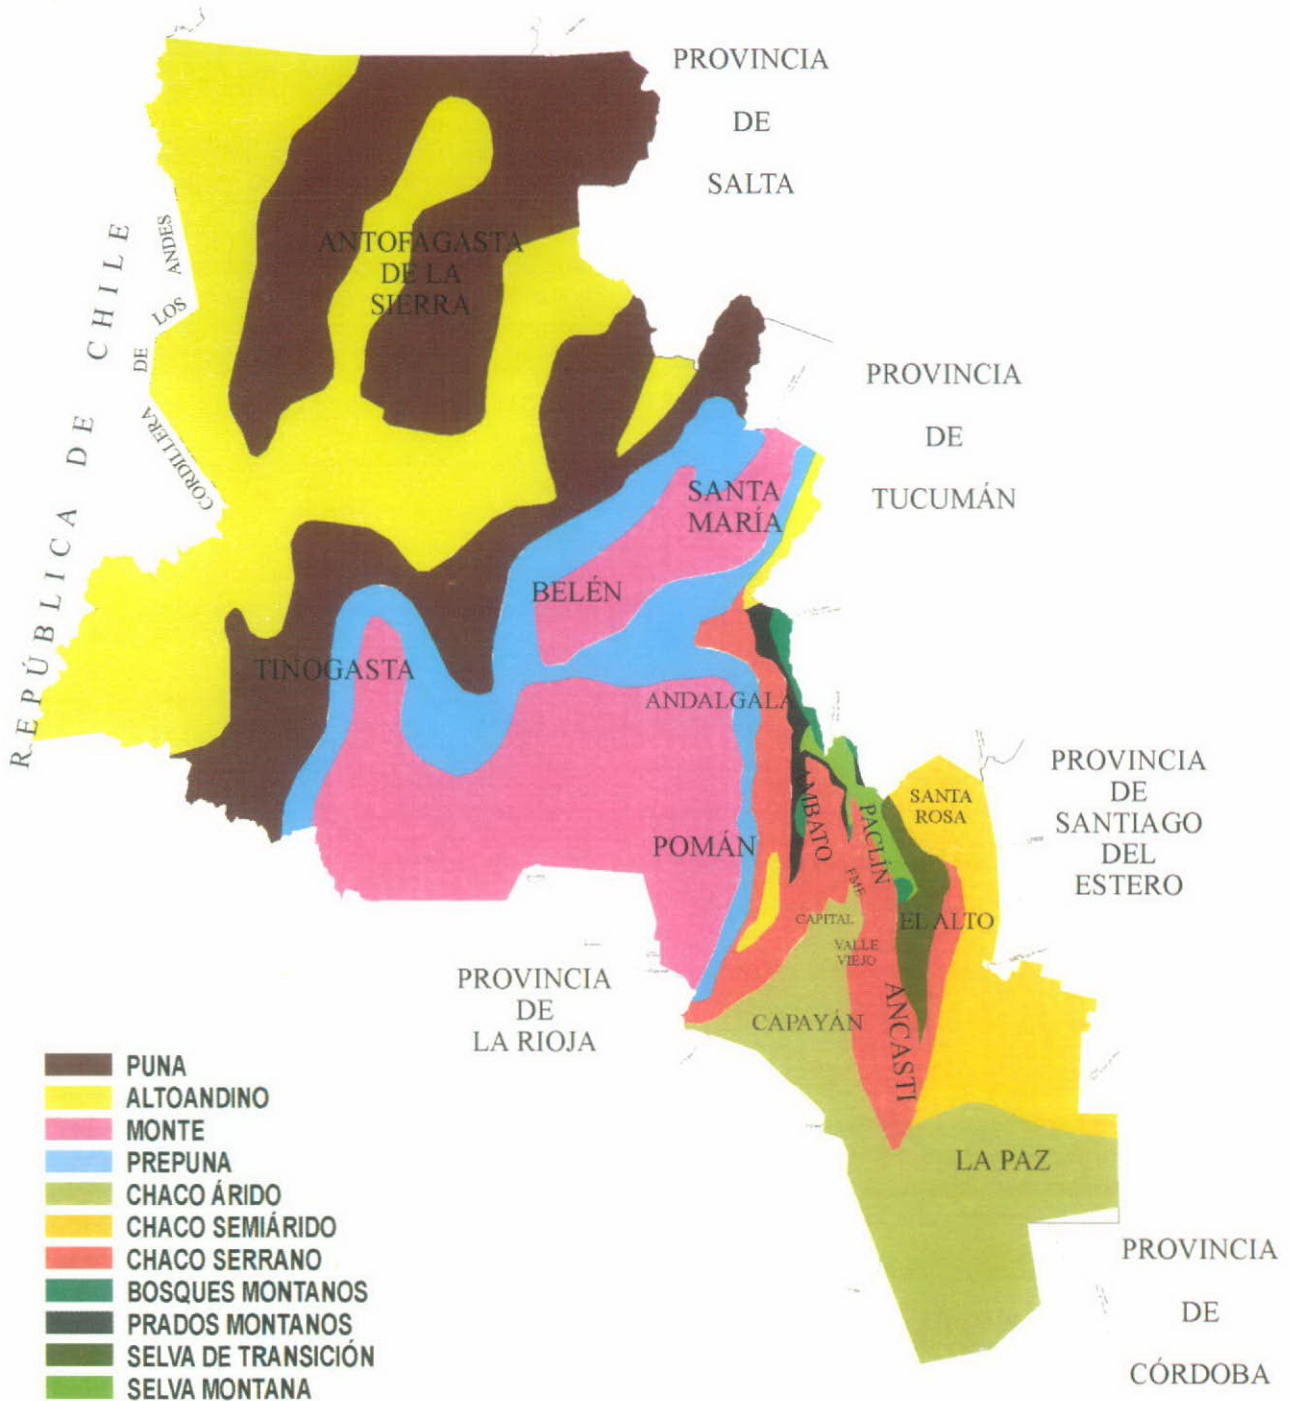 PROVINCIA
DE
SALTA
REPÚBLICA DE CHILE
CORDILLERA DE LOS ANDES
ANTOFAGASTA
DE LA
SIERRA
PROVINCIA
DE
TUCUMÁN
SANTA
MARÍA
BELÉN
TINOGASTA
ANDALGALÁ
PROVINCIA
DE
SANTIAGO
DEL
ESTERO
SANTA
ROSA
AMBATO
PACLÍN
POMÁN
FME
CAPITAL
EL ALTO
VALLE
VIEJO
PROVINCIA
DE
LA RIOJA
CAPAYÁN
ANCASTI
LA PAZ
PROVINCIA
DE
CÓRDOBA
PUNA
ALTOANDINO
MONTE
PREPUNA
CHACO ÁRIDO
CHACO SEMIÁRIDO
CHACO SERRANO
BOSQUES MONTANOS
PRADOS MONTANOS
SELVA DE TRANSICIÓN
SELVA MONTANA